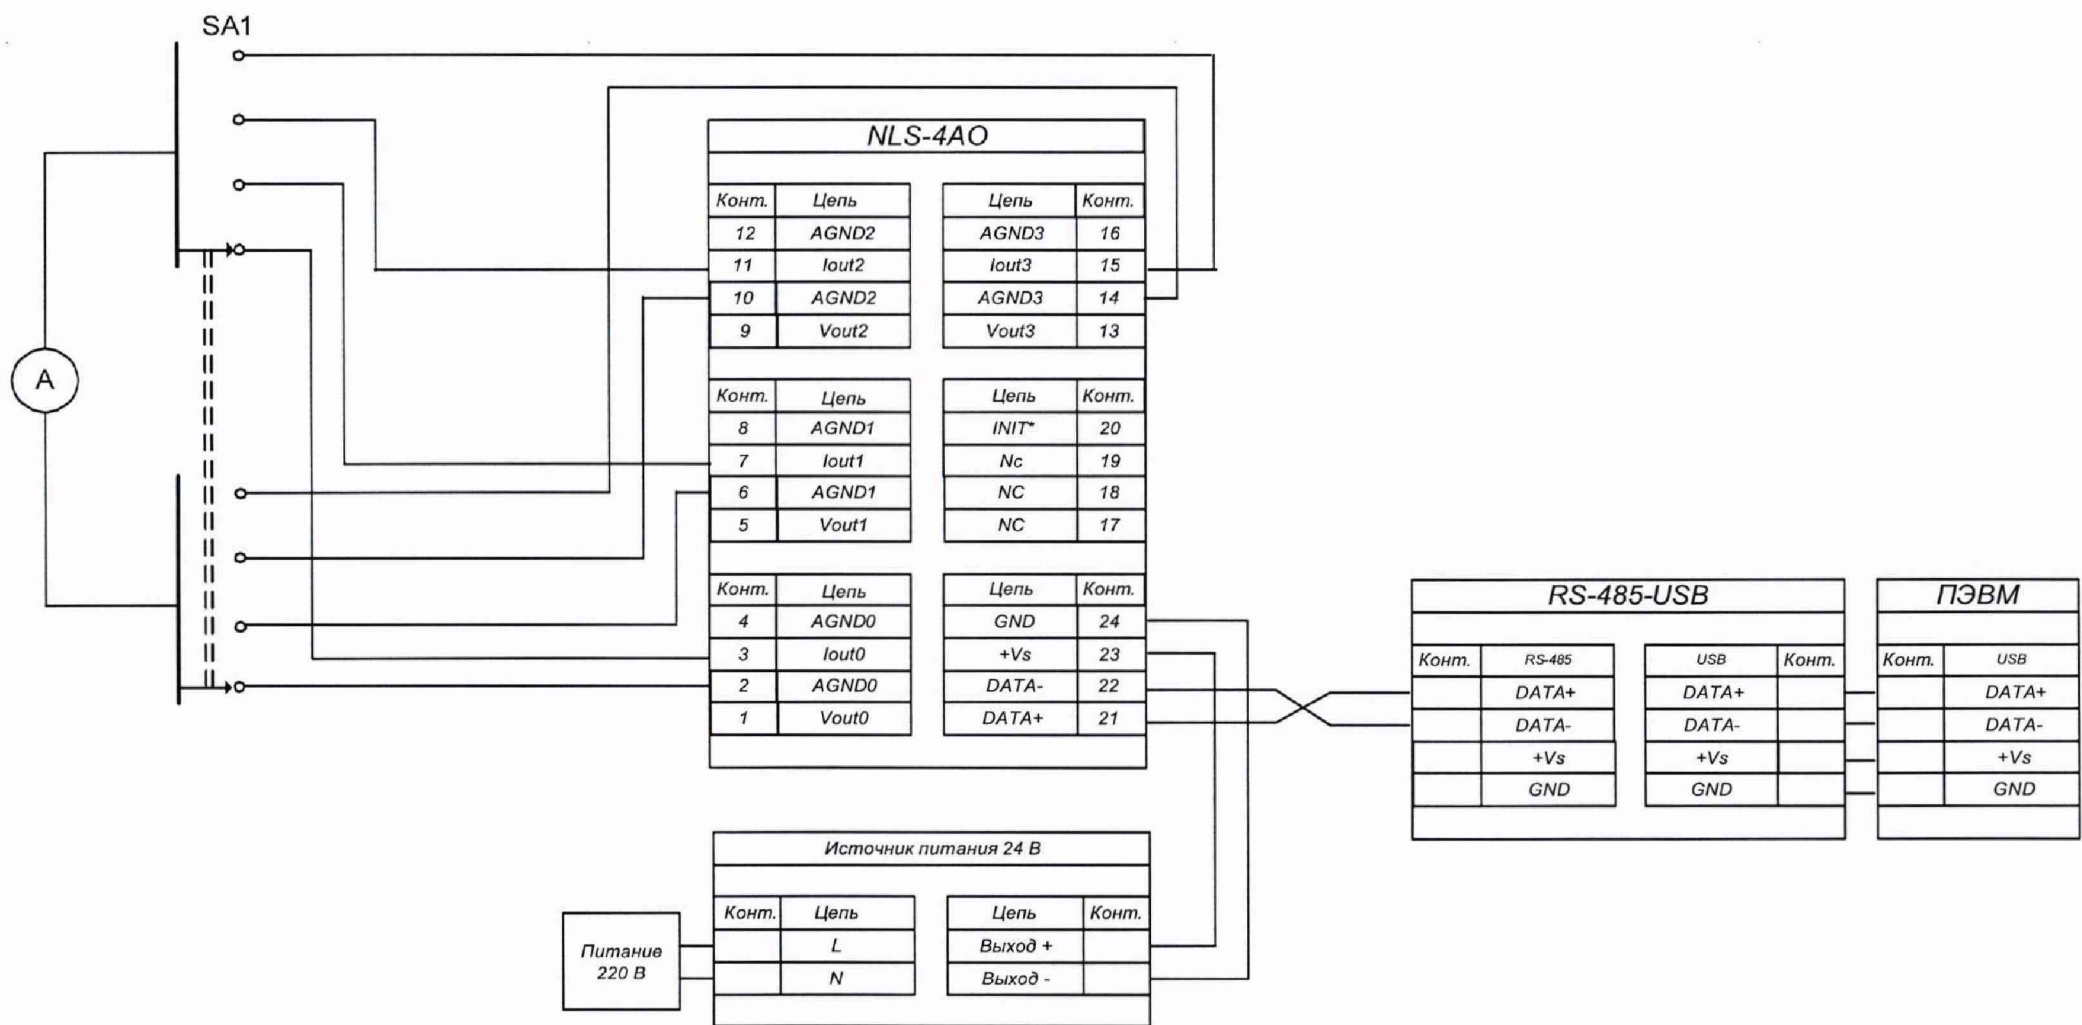 SA1
A
NLS-4AO
Конт. Цепь
12 AGND2
11 Iout2
10 AGND2
9 Vout2
Цепь Конт.
AGND3 16
Iout3 15
AGND3 14
Vout3 13
Конт. Цепь
8 AGND1
7 Iout1
6 AGND1
5 Vout1
Цепь Конт.
INIT* 20
Nc 19
NC 18
NC 17
Конт. Цепь
4 AGND0
3 Iout0
2 AGND0
1 Vout0
Цепь Конт.
GND 24
+Vs 23
DATA- 22
DATA+ 21
RS-485-USB
Конт. RS-485
DATA+
DATA-
+Vs
GND
USB Конт.
DATA+
DATA-
+Vs
GND
ПЭВМ
Конт. USB
DATA+
DATA-
+Vs
GND
Источник питания 24 В
Конт. Цепь
L
N
Цепь Конт.
Выход +
Выход -
Питание
220 В